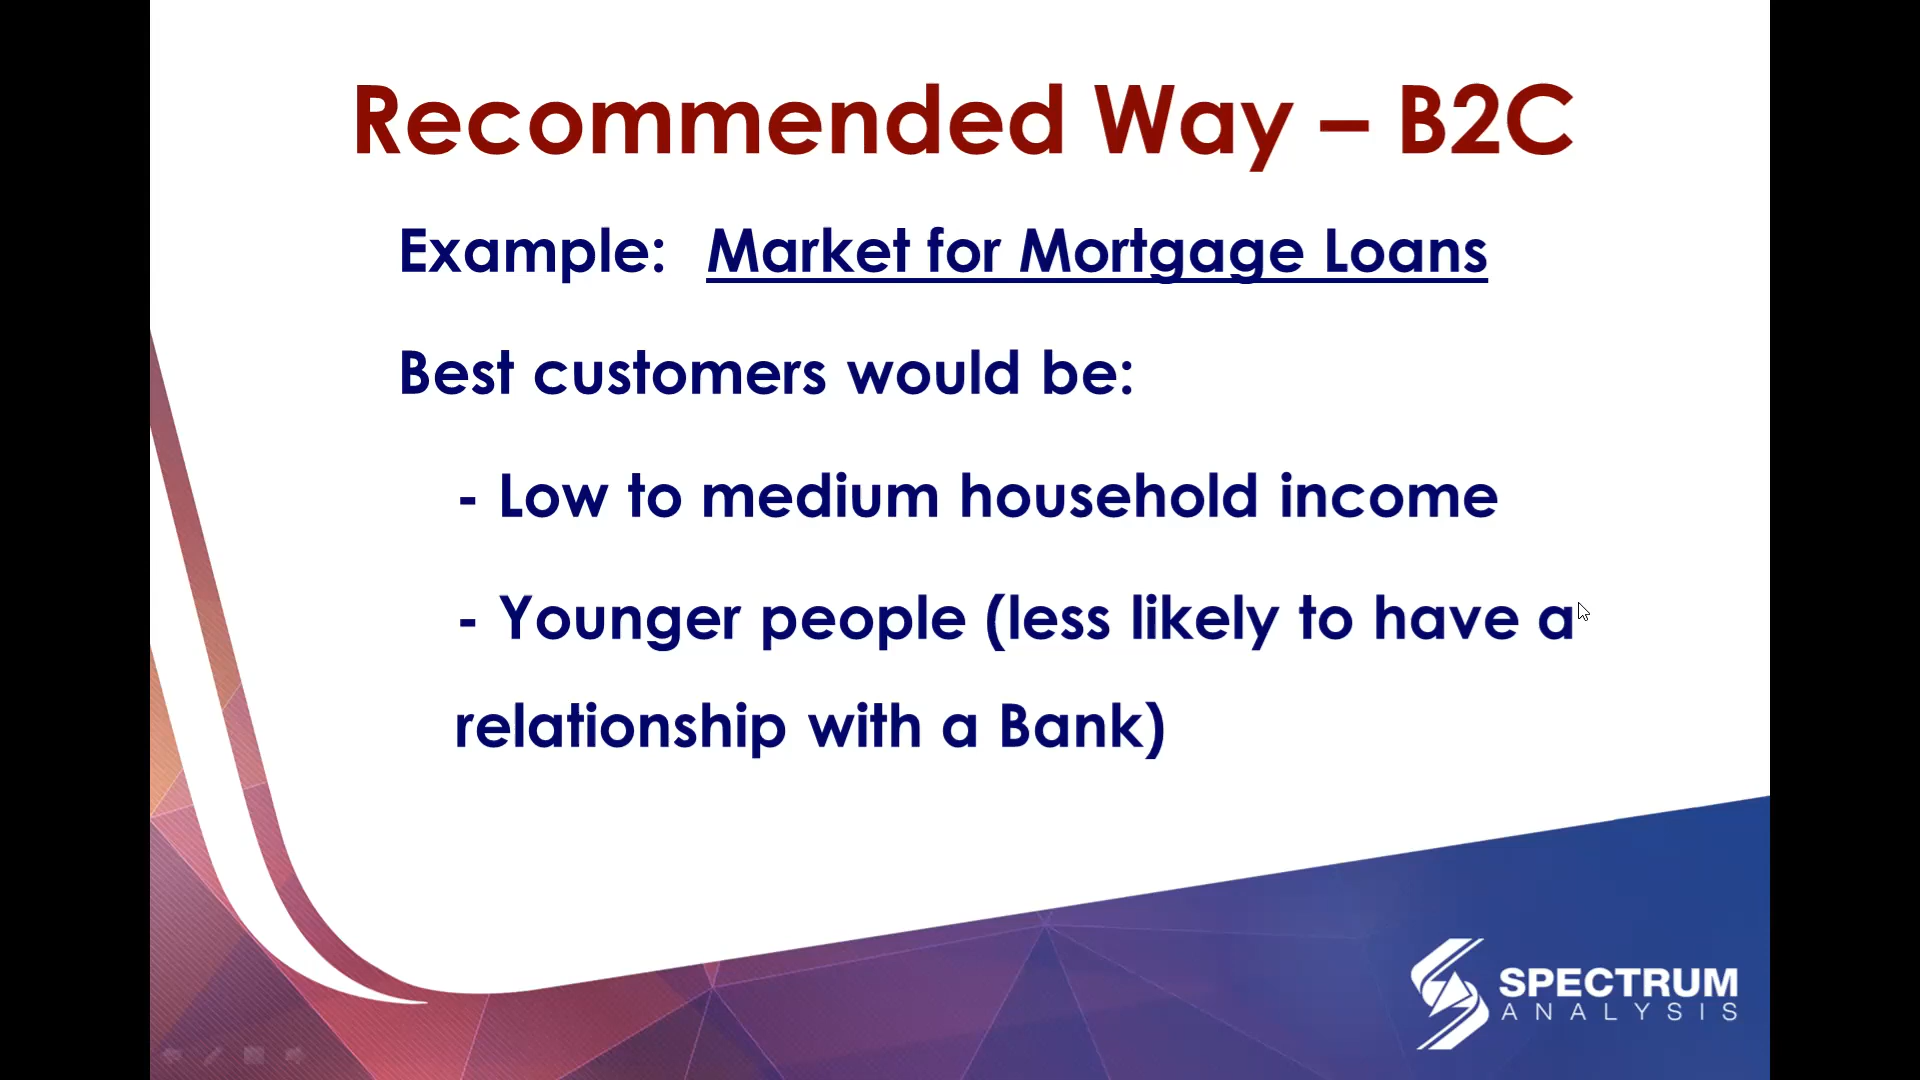 Recommended Way – B2C
Example: Market for Mortgage Loans
Best customers would be:
- Low to medium household income
- Younger people (less likely to have a
relationship with a Bank)
SPECTRUM
ANALYSIS